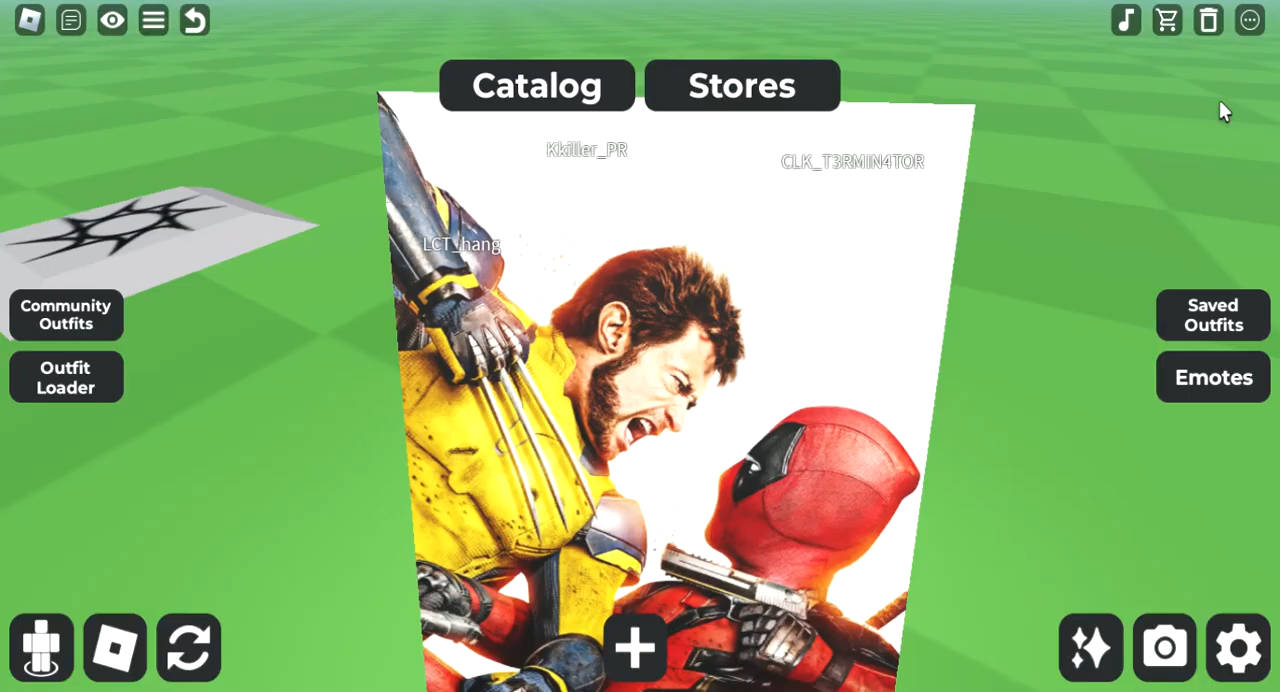 Catalog
Stores
Kkiller_PR
CLK_T3RMIN4TOR
LCT_hang
Community
Outfits
Outfit
Loader
Saved
Outfits
Emotes